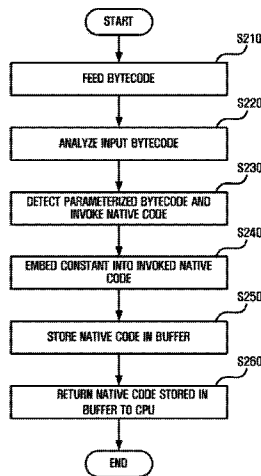 START
S210
FEED BYTECODE
S220
ANALYZE INPUT BYTECODE
S230
DETECT PARAMETERIZED BYTECODE AND
INVOKE NATIVE CODE
S240
EMBED CONSTANT INTO INVOKED NATIVE
CODE
S250
STORE NATIVE CODE IN BUFFER
S260
RETURN NATIVE CODE STORED IN
BUFFER TO CPU
END